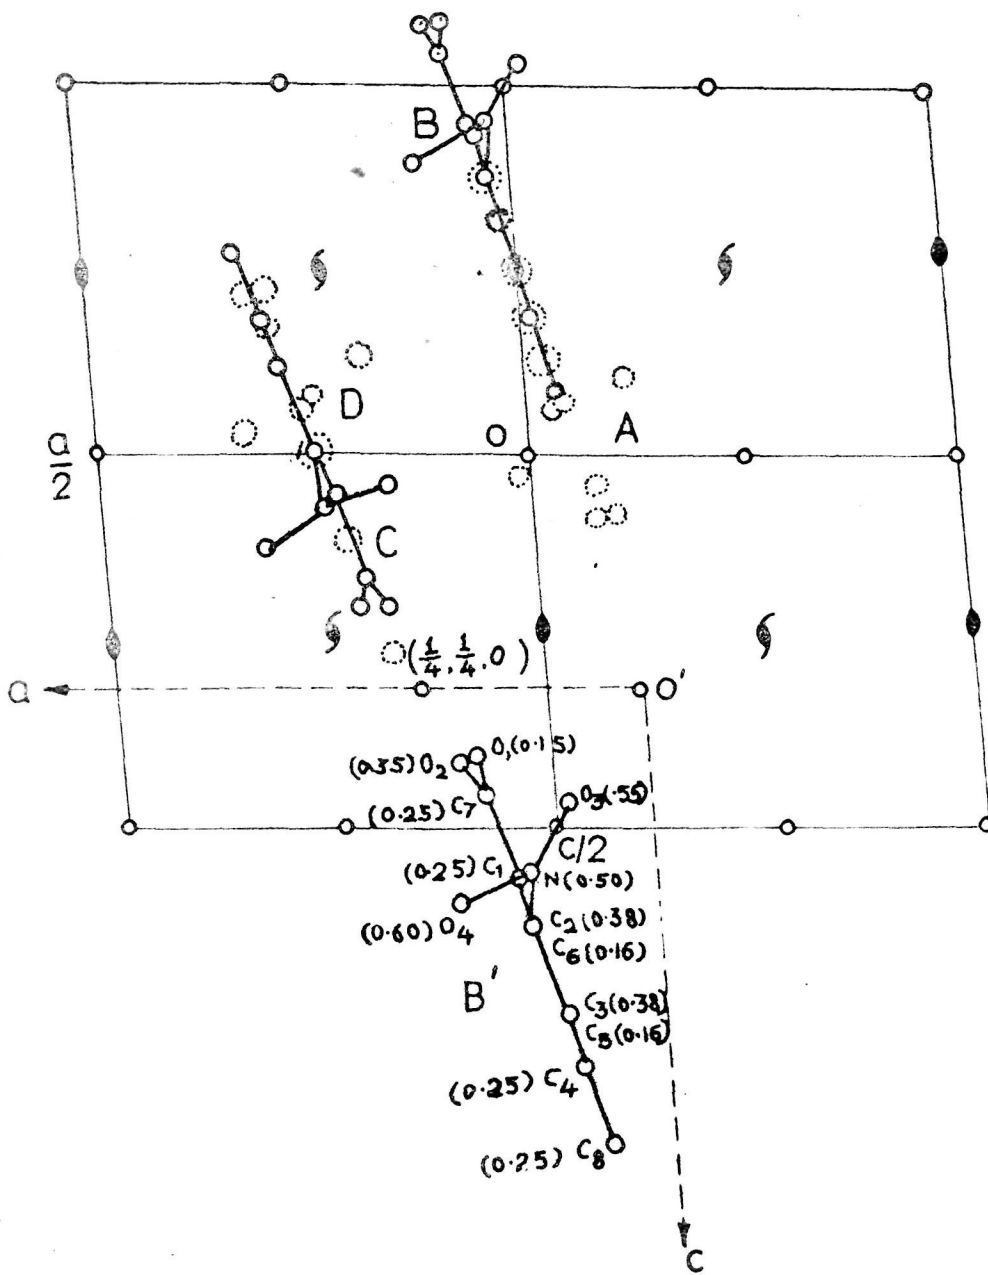 B
D
O
A
a/2
C
(1/4, 1/4, 0)
a
O'
(0.35) O2
O1 (0.15)
(0.25) C7
O3 (.55)
C/2
(0.25) C1
N (0.50)
(0.60) O4
C2 (0.38)
C6 (0.16)
B'
C3 (0.38)
C5 (0.16)
(0.25) C4
(0.25) C8
C